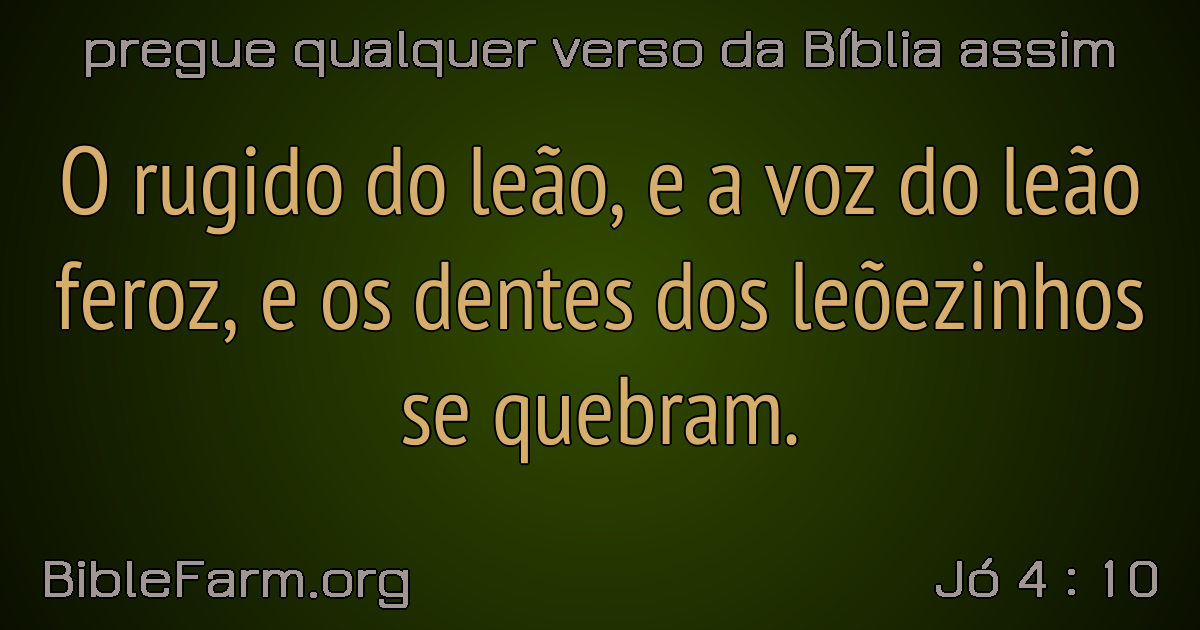 pregue qualquer verso da Bíblia assim
O rugido do leão, e a voz do leão
feroz, e os dentes dos leõezinhos
se quebram.
BibleFarm.org
Jó 4 : 10